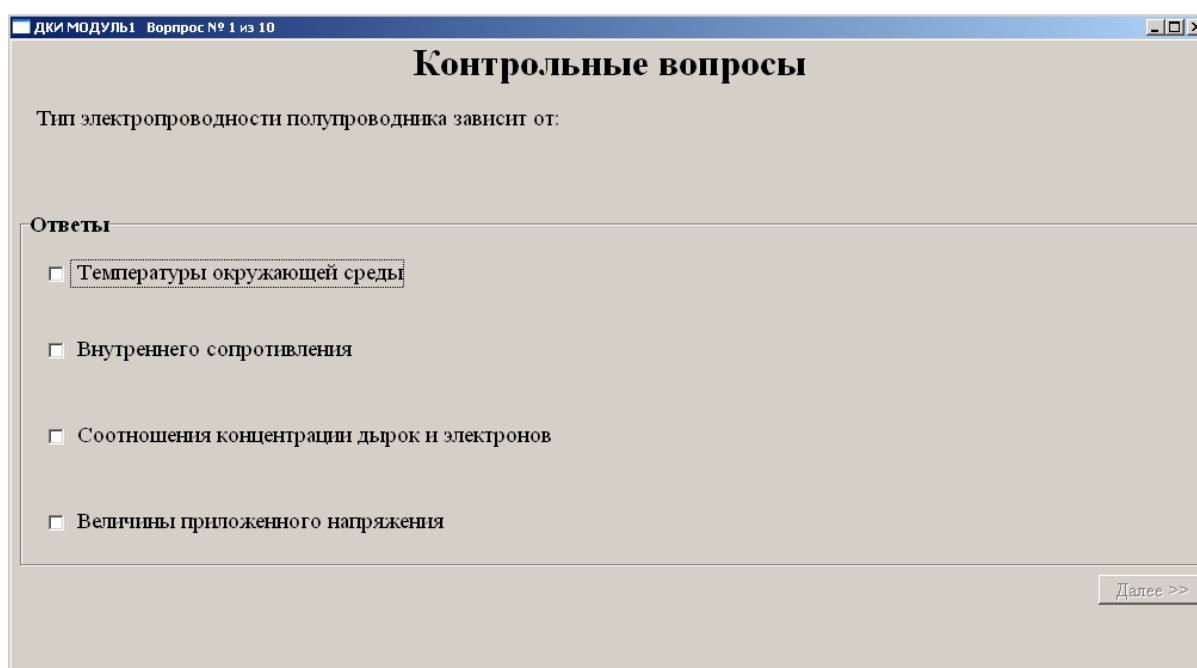 ДКИ МОДУЛЬ1 Ворпрос № 1 из 10
Контрольные вопросы
Тип электропроводности полупроводника зависит от:
Ответы
Температуры окружающей среды
Внутреннего сопротивления
Соотношения концентрации дырок и электронов
Величины приложенного напряжения
Далее >>